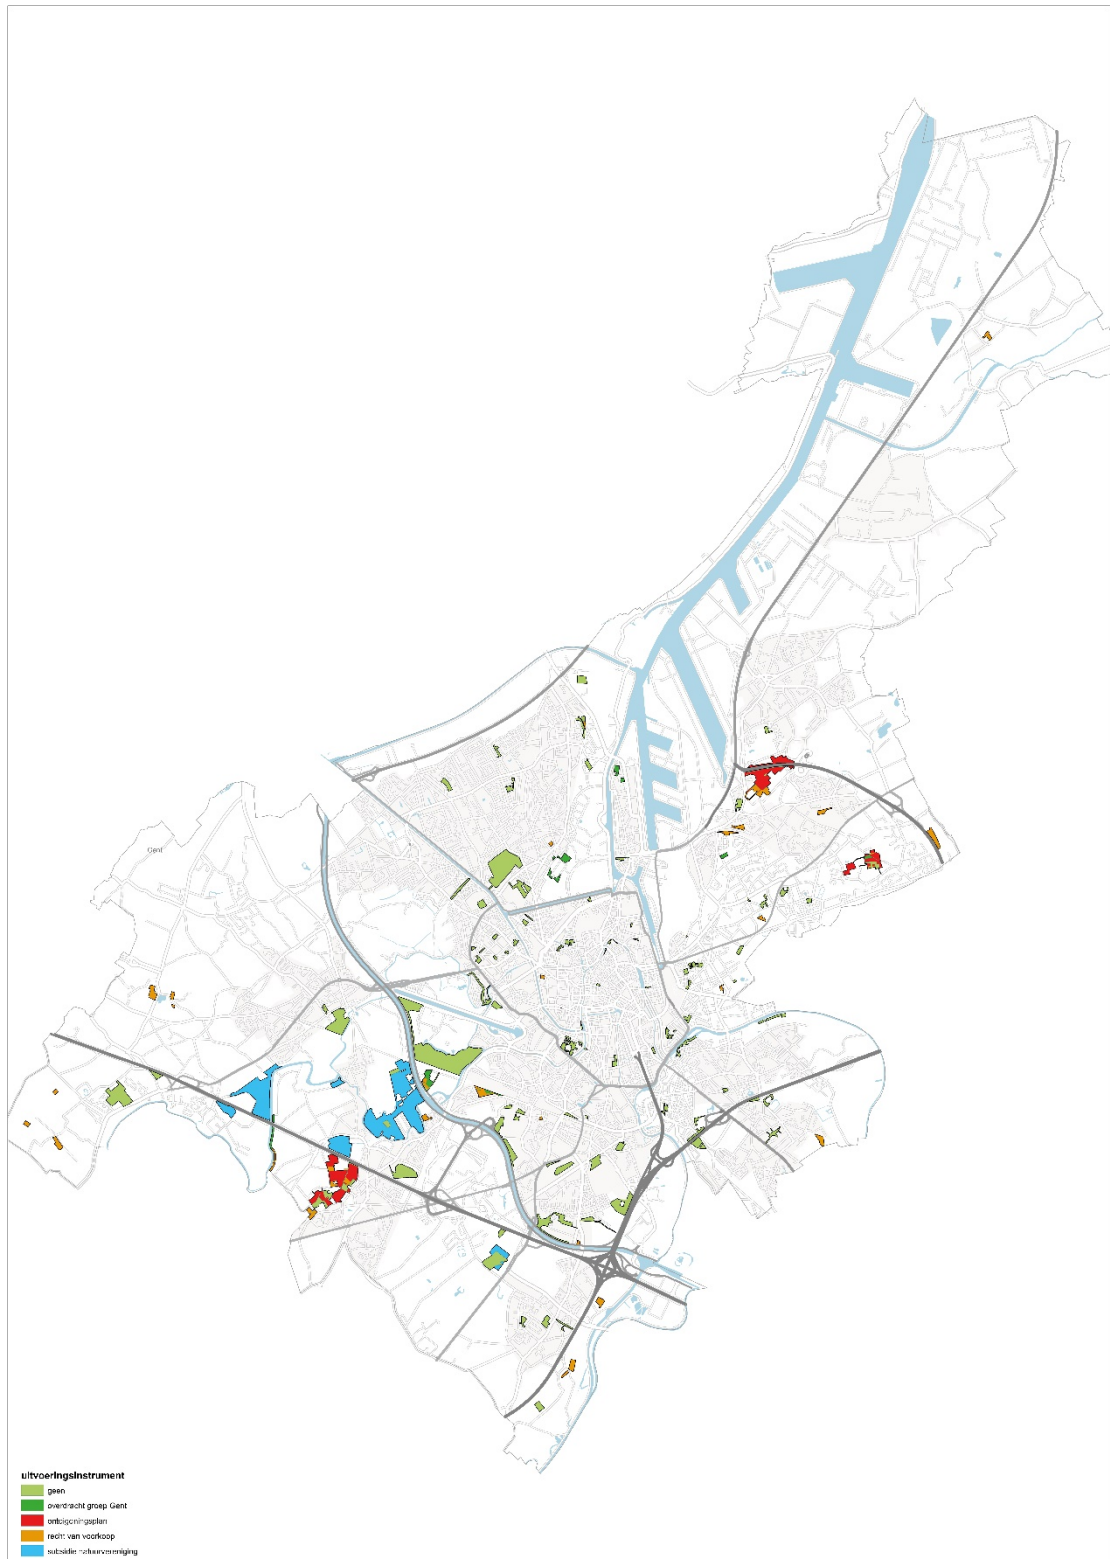 Gent
uitvoeringsinstrument
geen
overdracht groep Gent
onteigeningsplan
recht van voorkoop
subsidie natuurvereniging